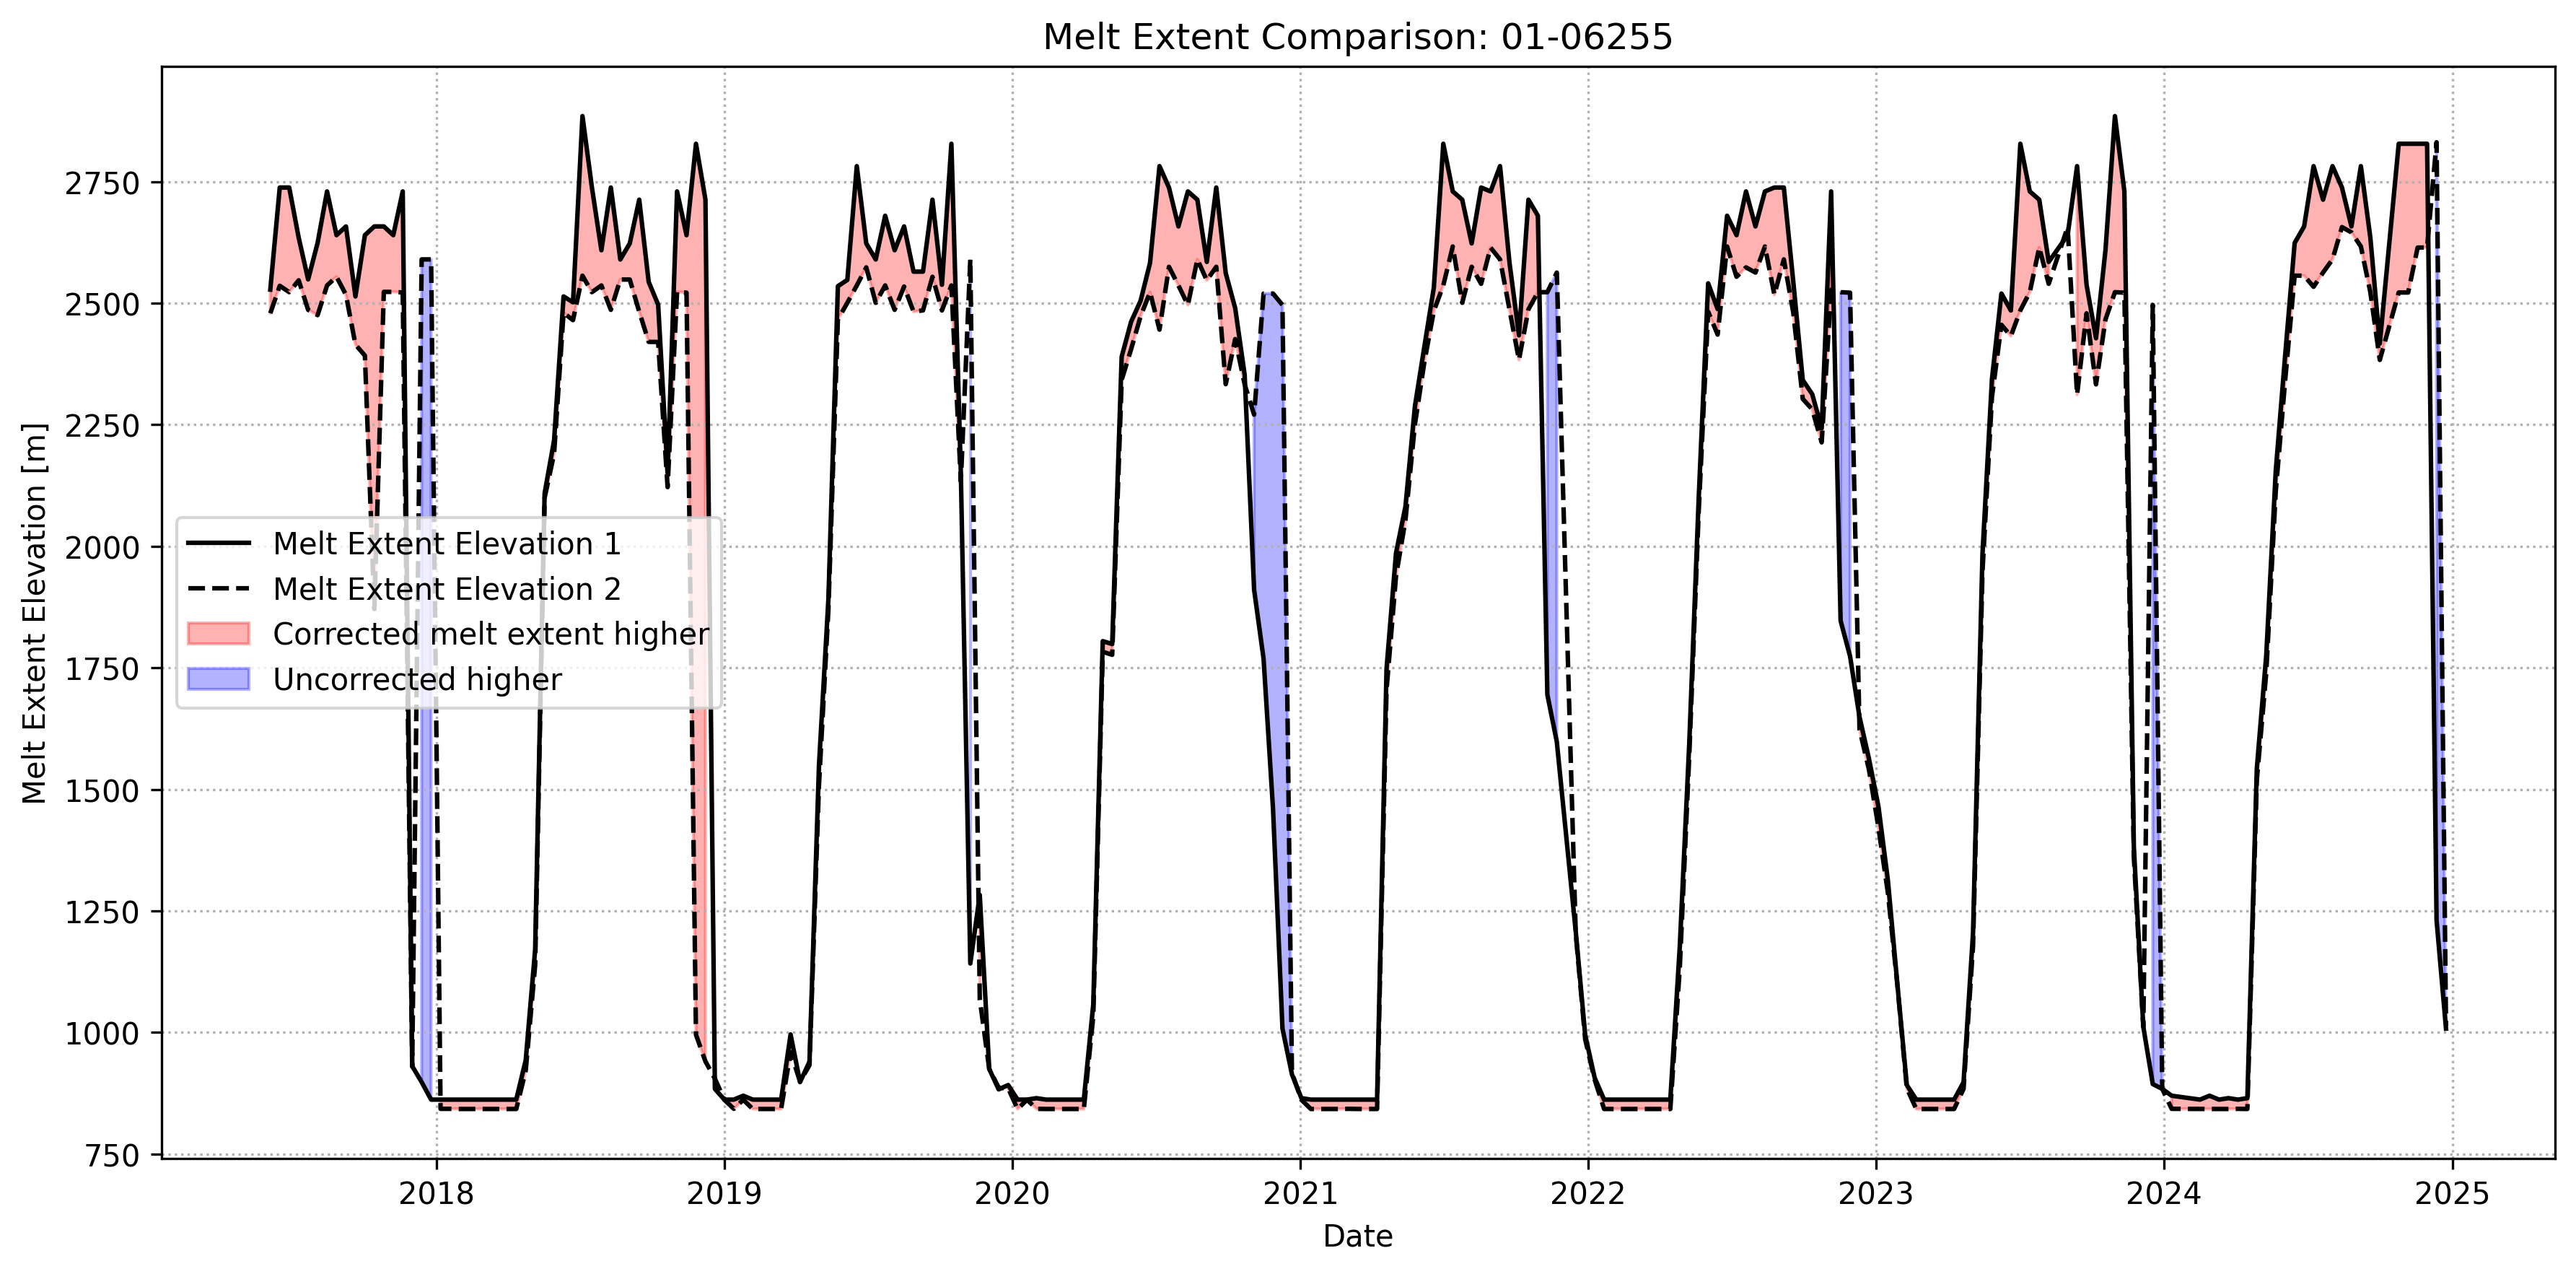 Melt Extent Comparison: 01-06255
Melt Extent Elevation [m]
2750
2500
2250
2000
1750
1500
1250
1000
750
Melt Extent Elevation 1
Melt Extent Elevation 2
Corrected melt extent higher
Uncorrected higher
2018 2019 2020 2021 2022 2023 2024 2025
Date